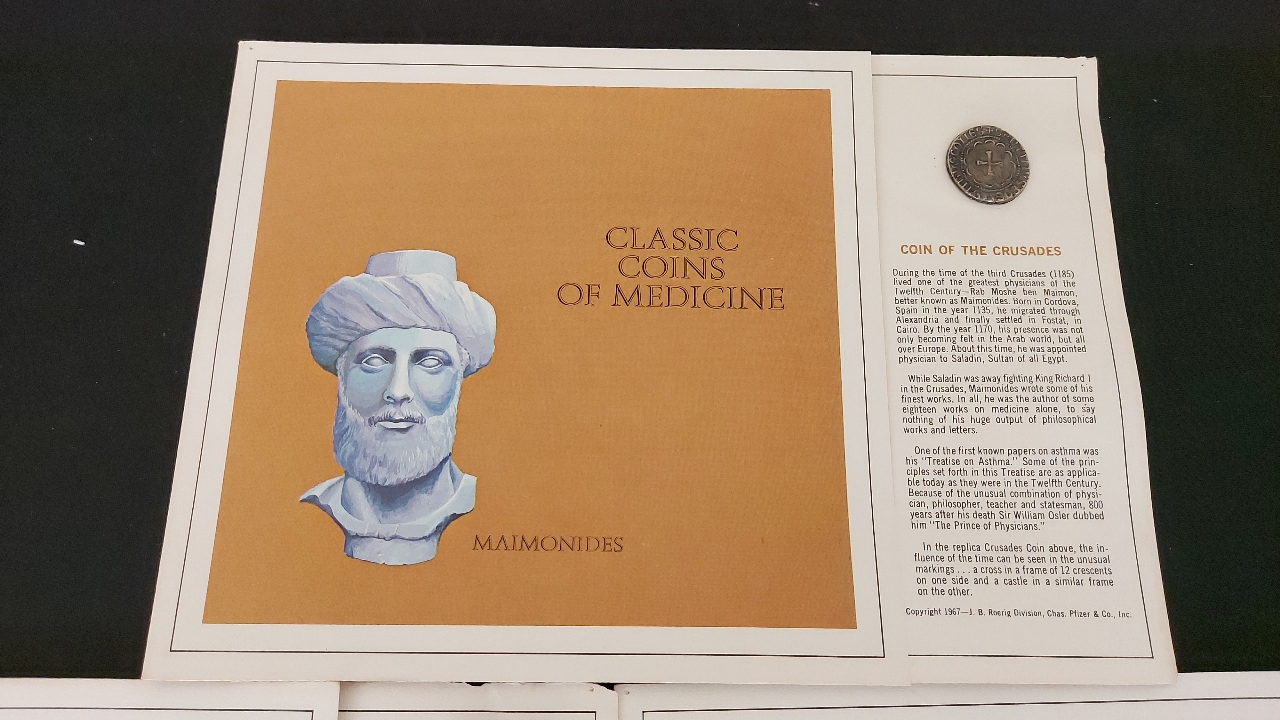 CLASSIC
COINS
OF MEDICINE
MAIMONIDES
COIN OF THE CRUSADES
During the time of the third Crusades (1185)
lived one of the greatest physicians of the
Twelfth Century—Rab Moshe ben Maimon,
better known as Maimonides. Born in Cordova,
Spain in the year 1135, he migrated through
Alexandria and finally settled in Fostat, in
Cairo. By the year 1170, his presence was not
only becoming felt in the Arab world, but all
over Europe. About this time, he was appointed
physician to Saladin, Sultan of all Egypt.
While Saladin was away fighting King Richard I
in the Crusades, Maimonides wrote some of his
finest works. In all, he was the author of some
eighteen works on medicine alone, to say
nothing of his huge output of philosophical
works and letters.
One of the first known papers on asthma was
his "Treatise on Asthma." Some of the prin-
ciples set forth in this Treatise are as applica-
ble today as they were in the Twelfth Century.
Because of the unusual combination of physi-
cian, philosopher, teacher and statesman, 800
years after his death Sir William Osler dubbed
him "The Prince of Physicians."
In the replica Crusades Coin above, the in-
fluence of the time can be seen in the unusual
markings . . . a cross in a frame of 12 crescents
on one side and a castle in a similar frame
on the other.
Copyright 1967—J. B. Roerig Division, Chas. Pfizer & Co., Inc.